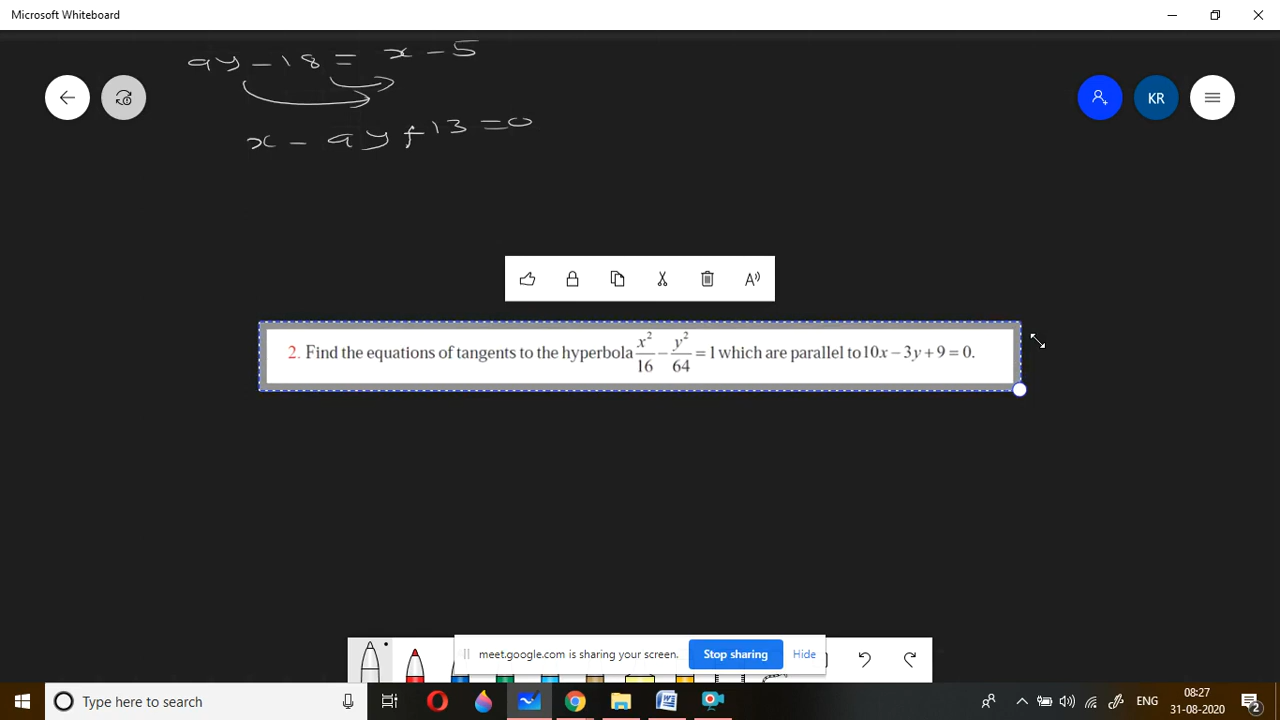 Microsoft Whiteboard
ay - 18 = x - 5
x - ay + 13 = 0
KR
2. Find the equations of tangents to the hyperbola x²/16 − y²/64 = 1 which are parallel to 10x − 3y + 9 = 0.
meet.google.com is sharing your screen. Stop sharing Hide
Type here to search
ENG
08:27
31-08-2020
2